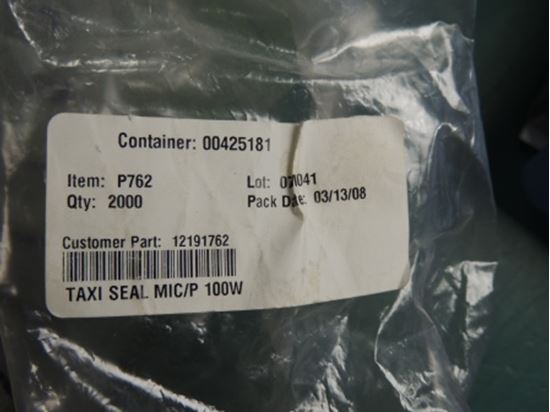 Container: 00425181
Item: P762
Lot:
Qty: 2000
Pack Date: 03/13/08
Customer Part: 12191762
TAXI SEAL MIC/P 100W